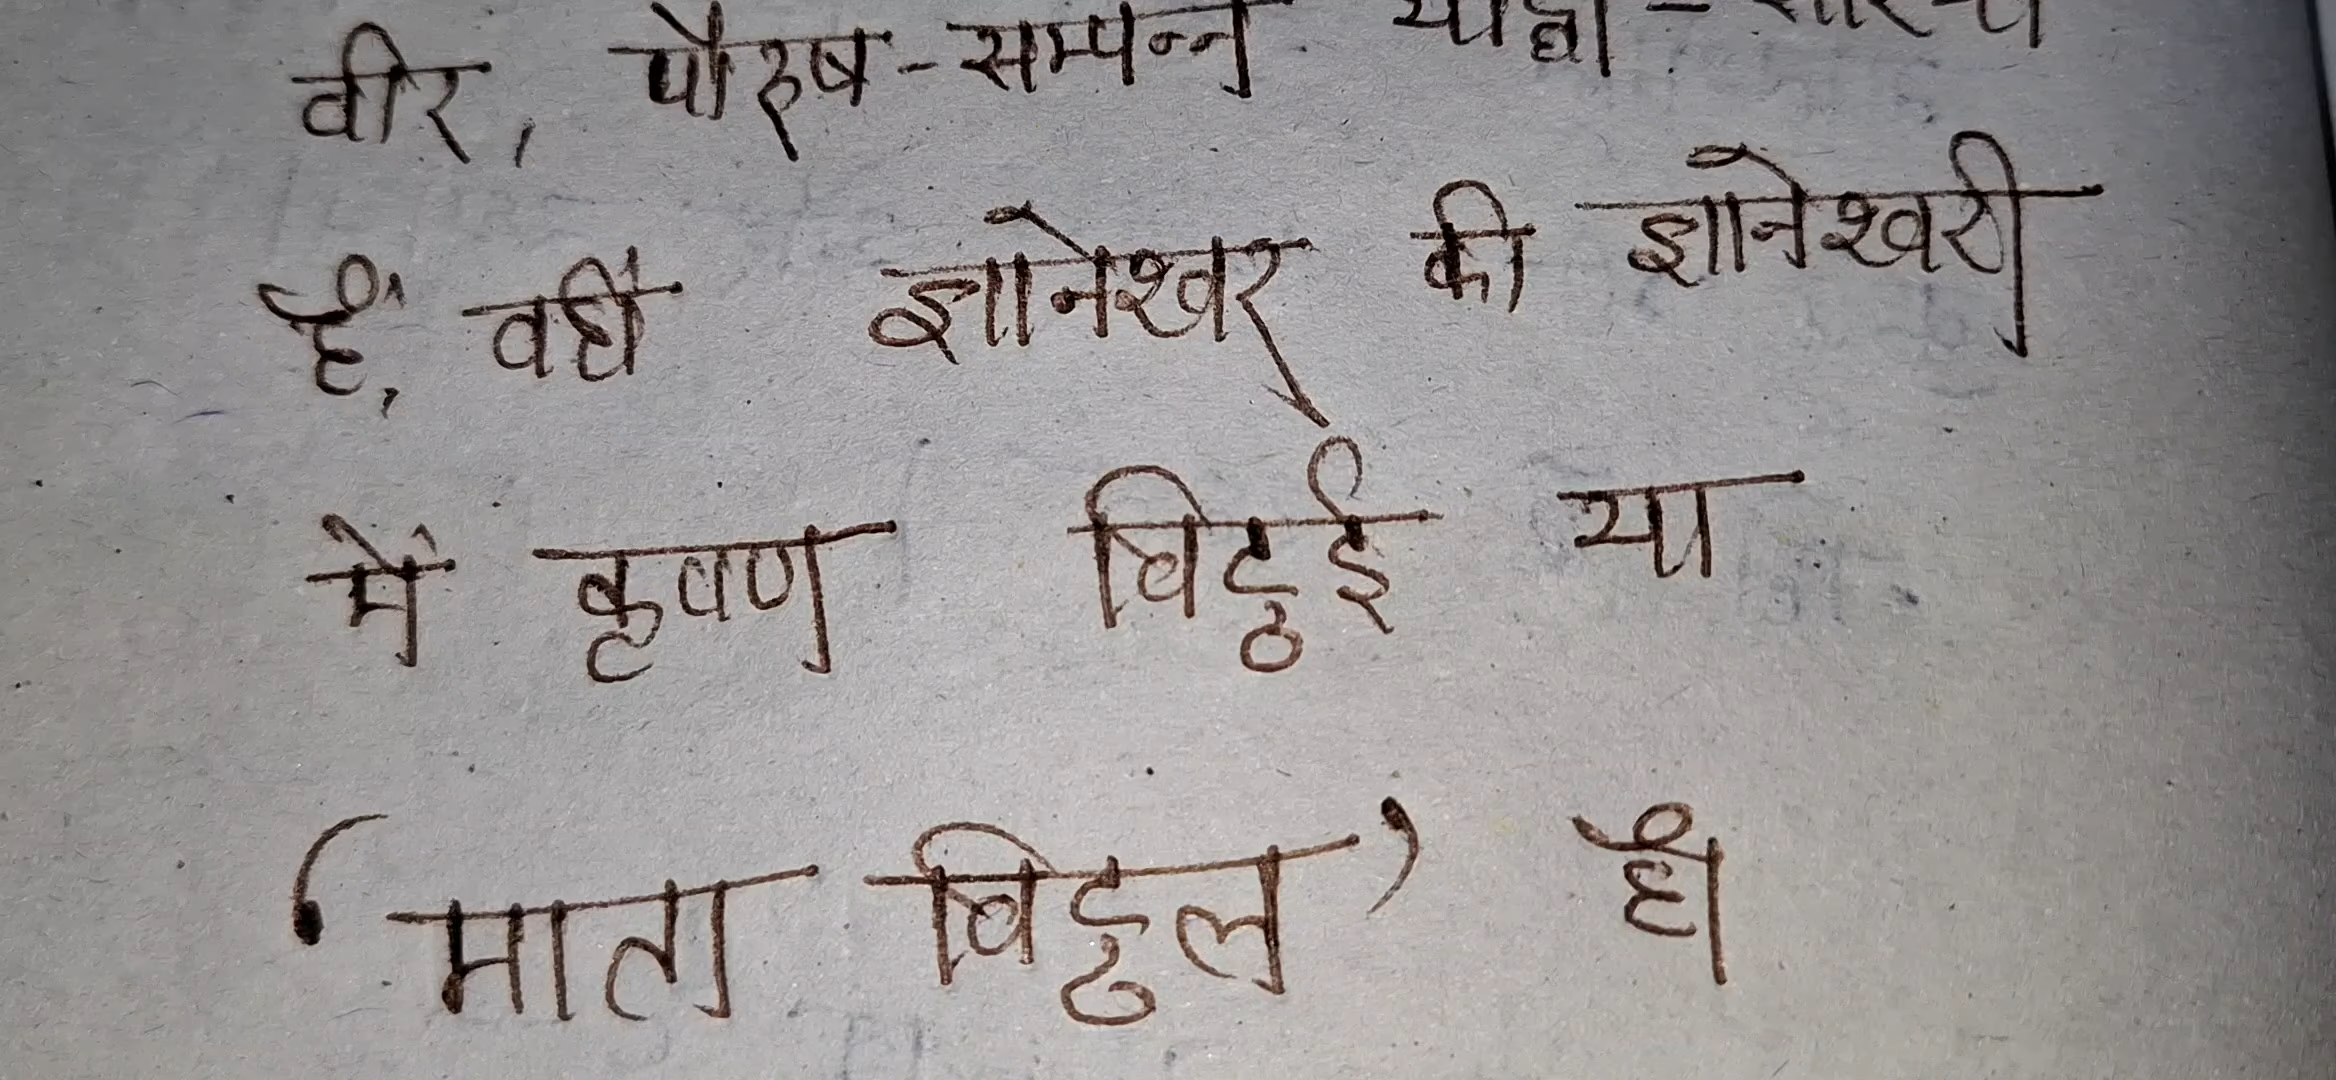 वीर, पौरुष-सम्पन्न योद्धा -
हैं, वहीं ज्ञानेश्वर की ज्ञानेश्वरी
में कृष्ण विट्ठई या
‘माता विट्ठल’ है।